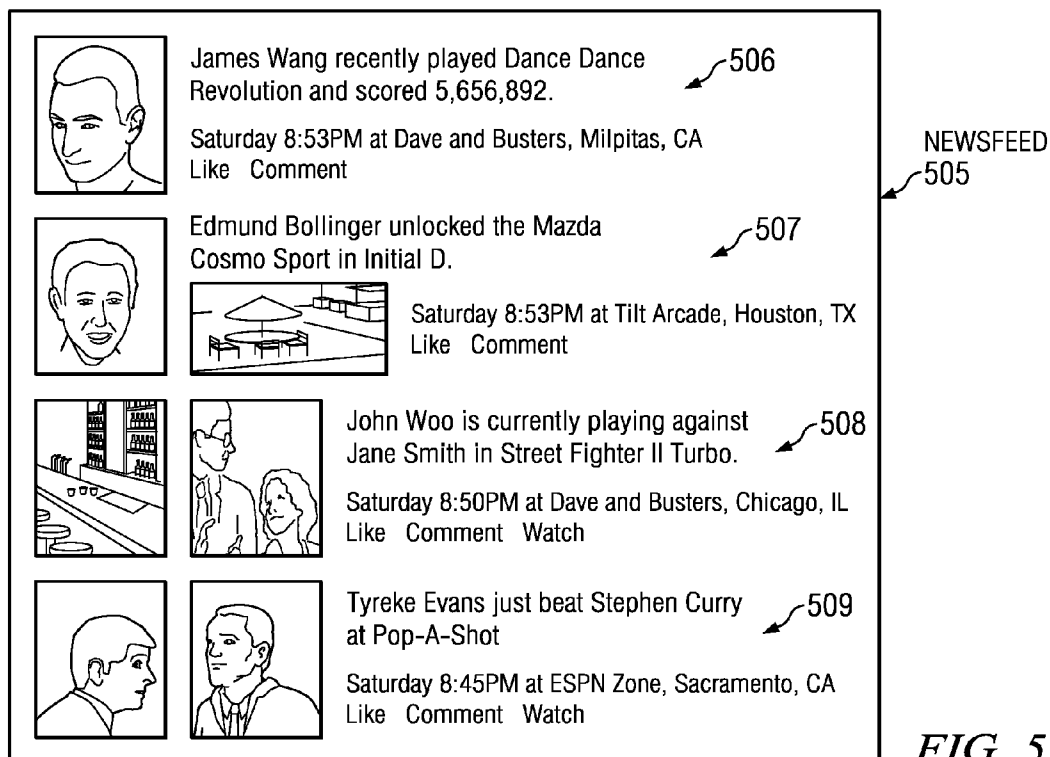 James Wang recently played Dance Dance
Revolution and scored 5,656,892.
506
Saturday 8:53PM at Dave and Busters, Milpitas, CA
Like Comment
NEWSFEED
505
Edmund Bollinger unlocked the Mazda
Cosmo Sport in Initial D.
507
Saturday 8:53PM at Tilt Arcade, Houston, TX
Like Comment
John Woo is currently playing against
Jane Smith in Street Fighter II Turbo.
508
Saturday 8:50PM at Dave and Busters, Chicago, IL
Like Comment Watch
Tyreke Evans just beat Stephen Curry
at Pop-A-Shot
509
Saturday 8:45PM at ESPN Zone, Sacramento, CA
Like Comment Watch
FIG. 5